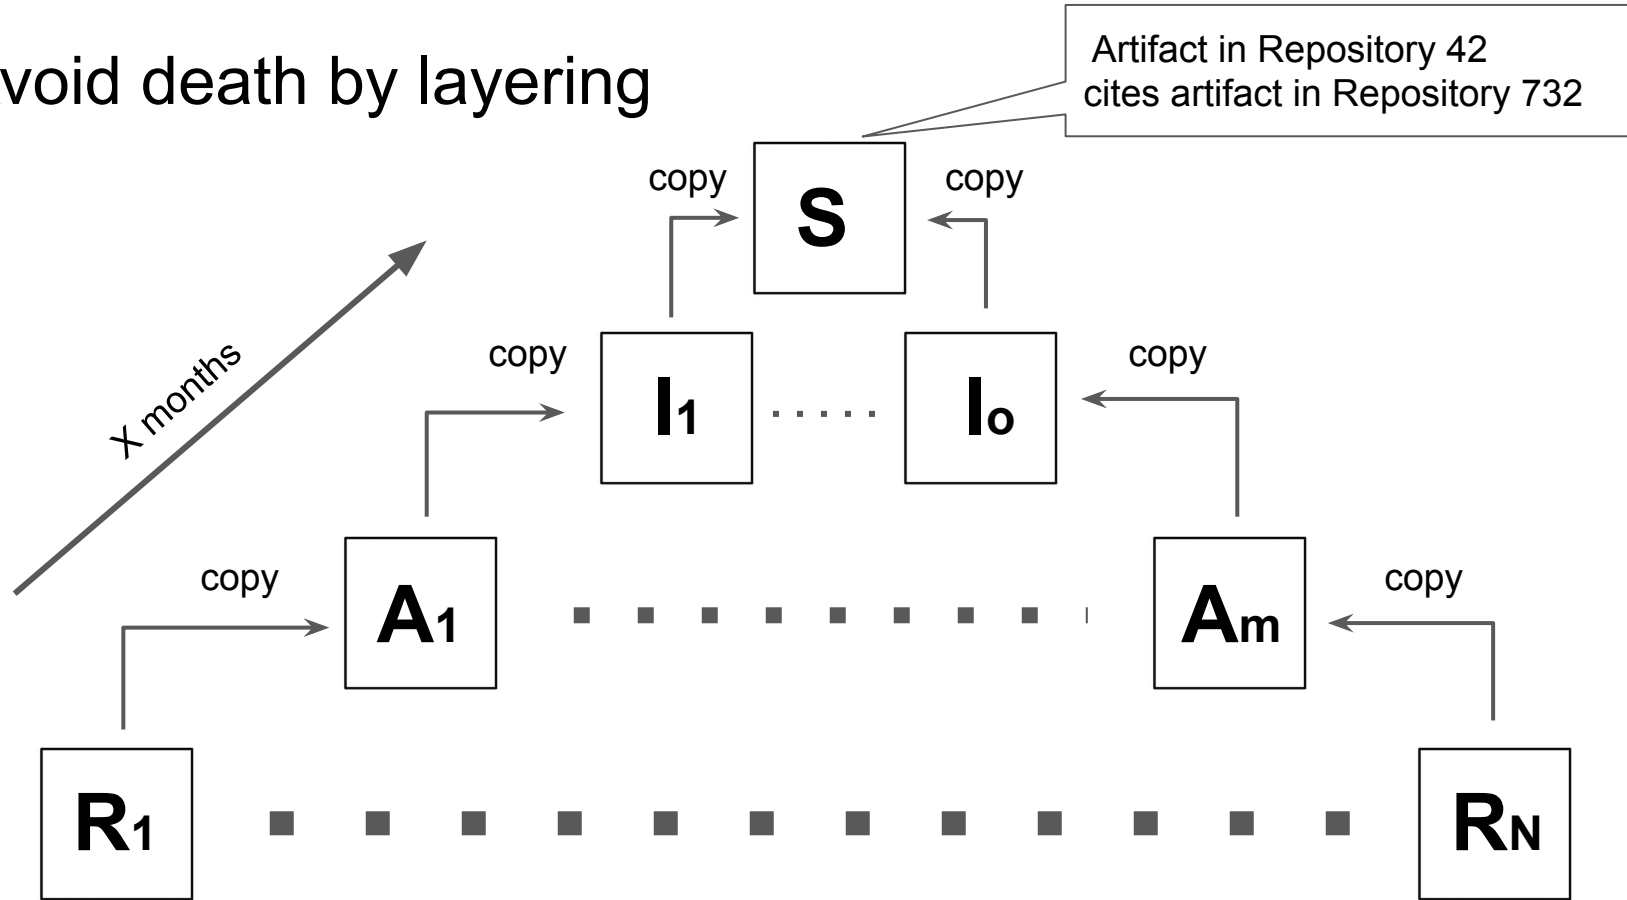 void death by layering
Artifact in Repository 42
cites artifact in Repository 732
copy
copy
S
X months
copy
copy
I1
Io
copy
copy
A1
Am
R1
RN